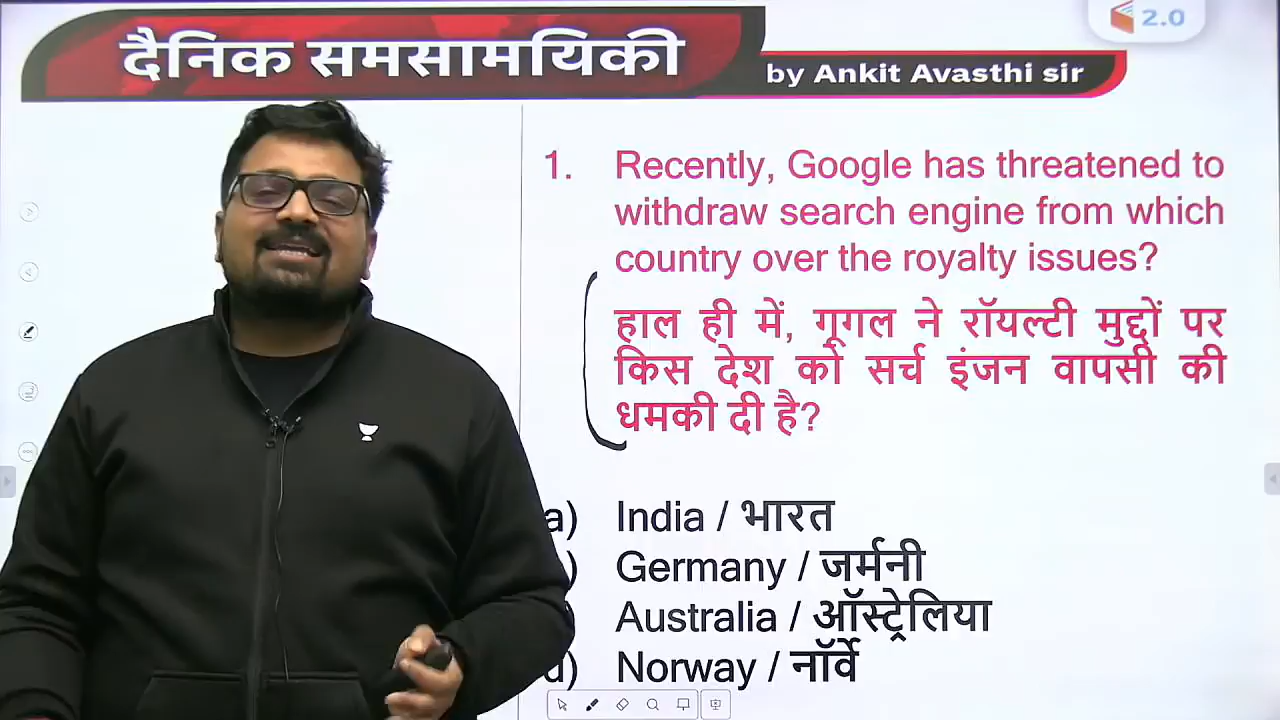 दैनिक समसामयिकी
by Ankit Avasthi sir
2.0
1. Recently, Google has threatened to
withdraw search engine from which
country over the royalty issues?
हाल ही में, गूगल ने रॉयल्टी मुद्दों पर
किस देश को सर्च इंजन वापसी की
धमकी दी है?
a) India / भारत
) Germany / जर्मनी
) Australia / ऑस्ट्रेलिया
d) Norway / नॉर्वे